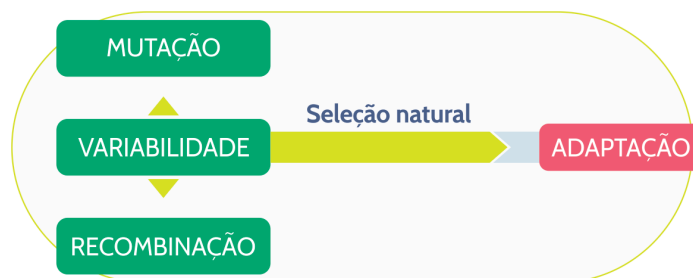 MUTAÇÃO
Seleção natural
VARIABILIDADE
ADAPTAÇÃO
RECOMBINAÇÃO